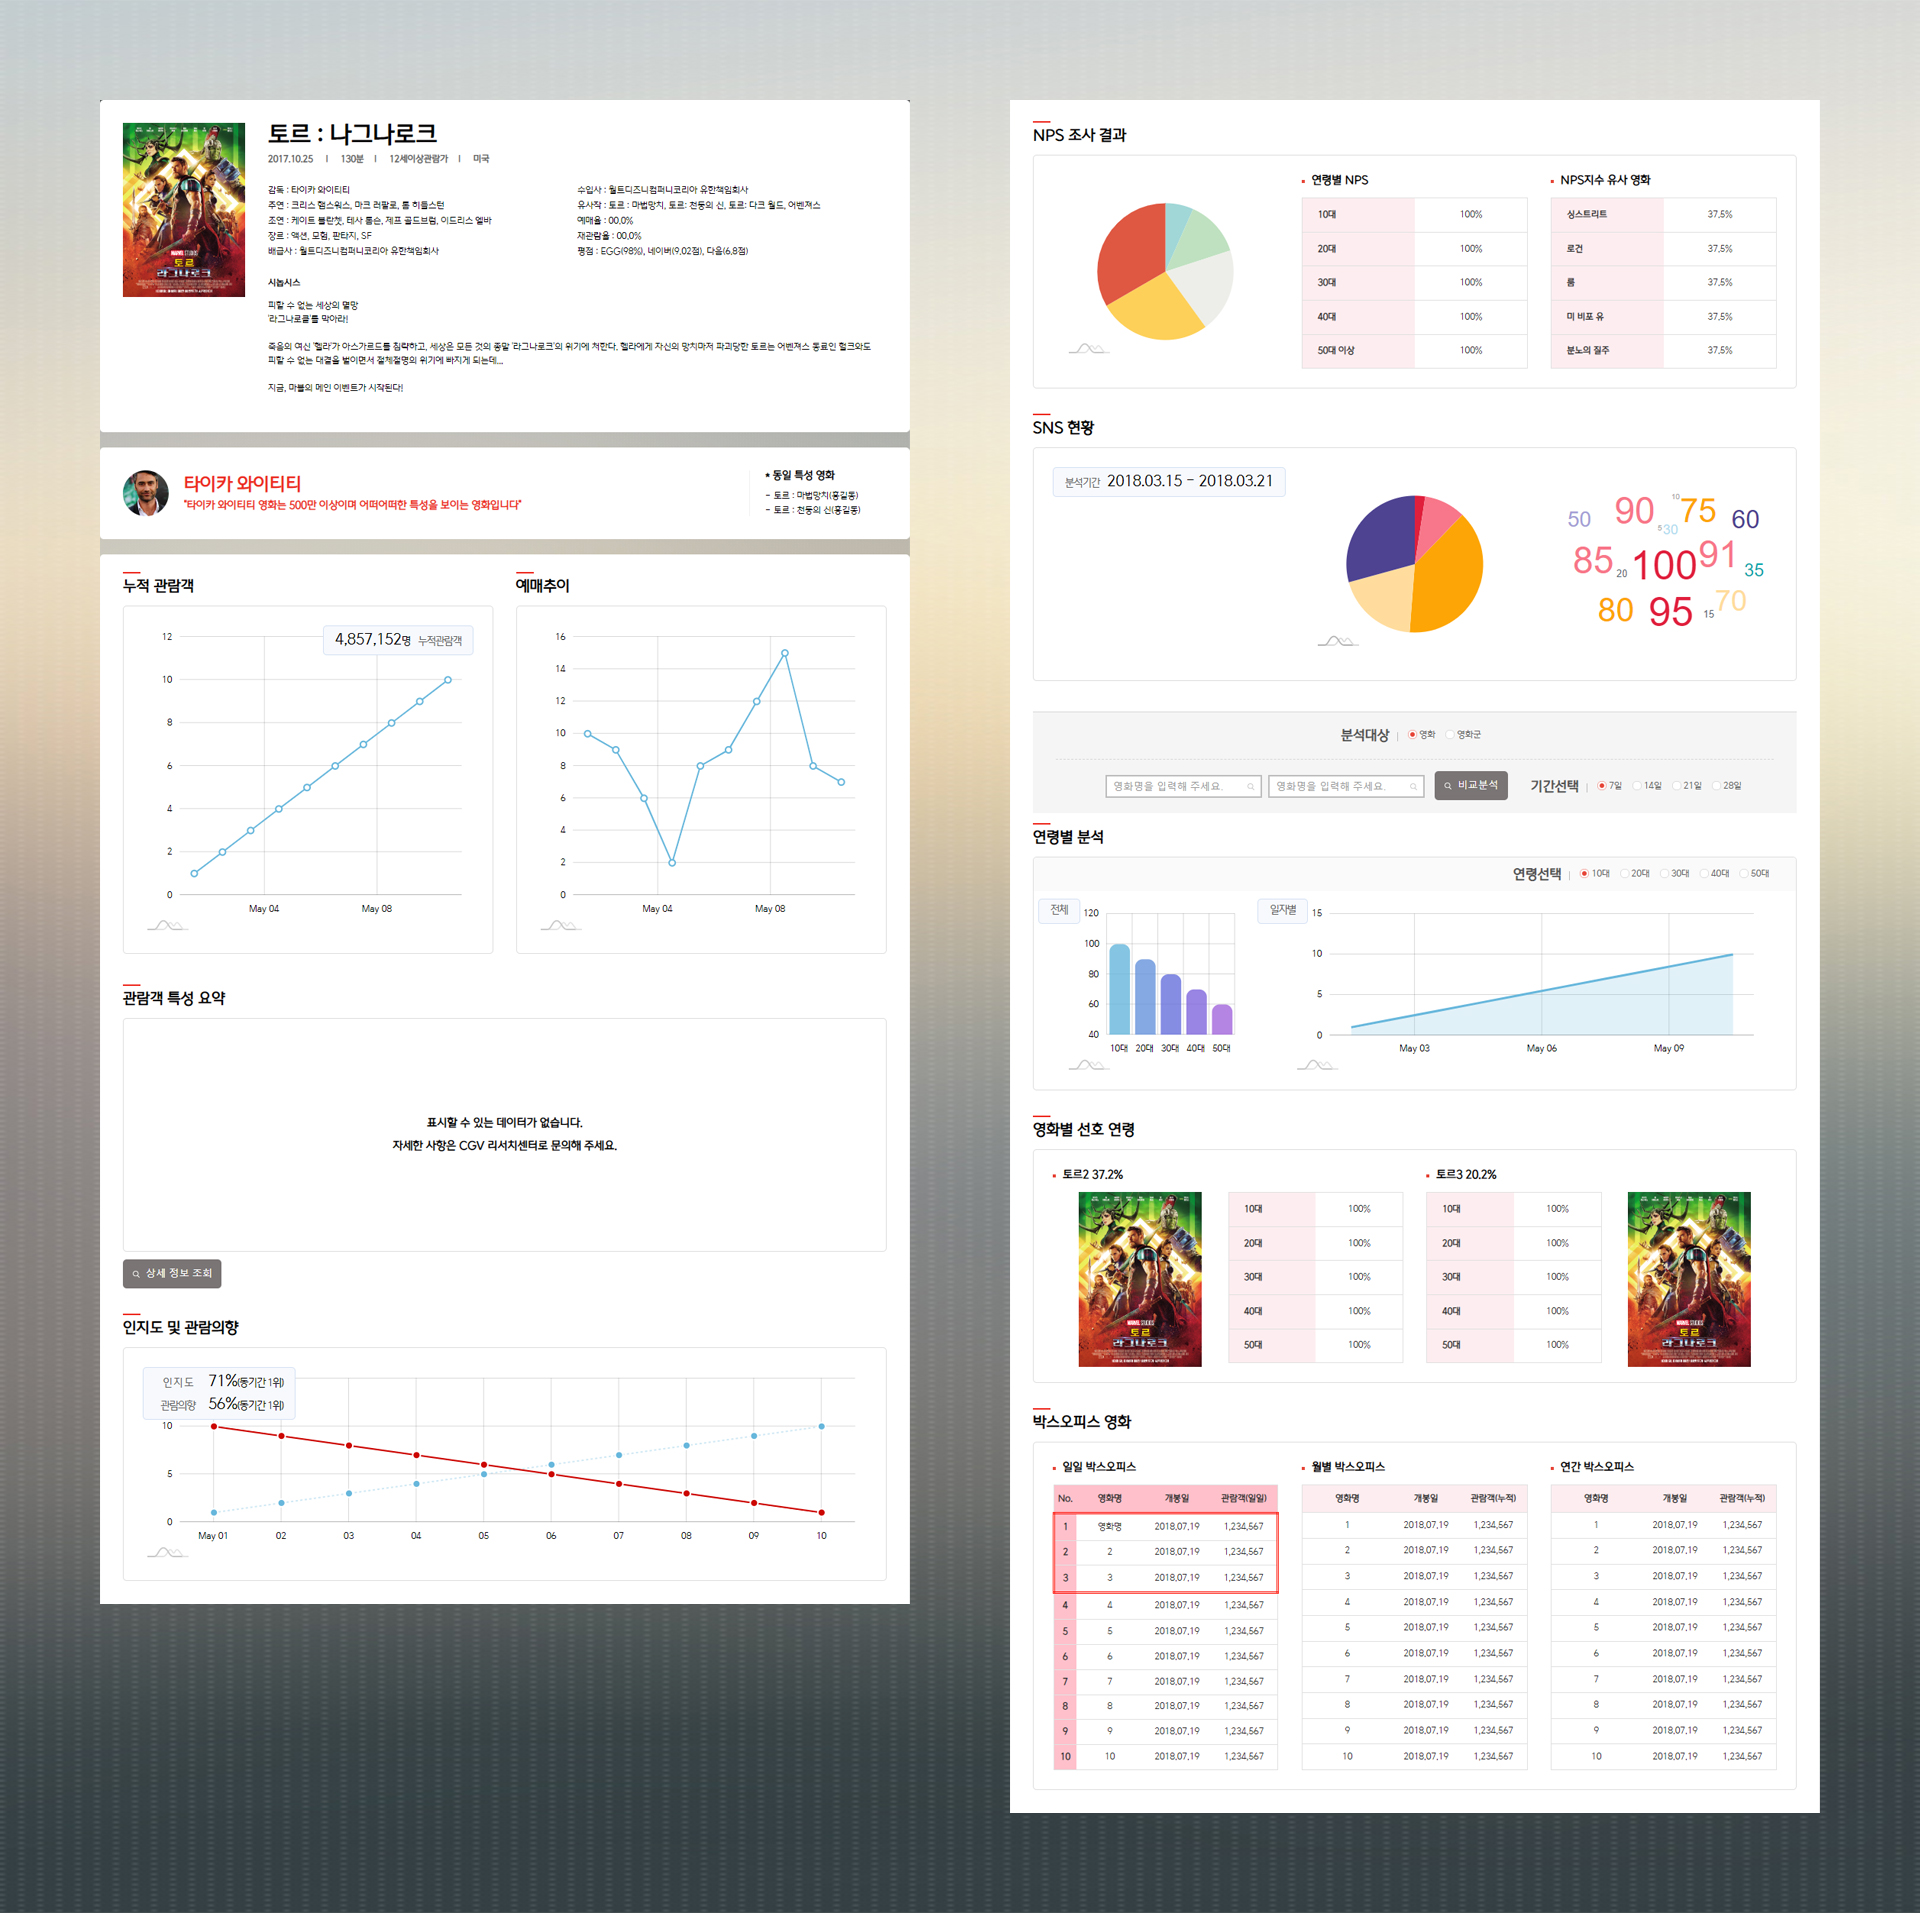 토르 : 나그나로크
2017.10.25 | 130분 | 12세이상관람가 | 미국
감독 : 타이카 와이티티
주연 : 크리스 햄스워스, 마크 러팔로, 톰 히들스턴
조연 : 케이트 블란쳇, 테사 톰슨, 제프 골드브럼, 이드리스 엘바
장르 : 액션, 모험, 판타지, SF
배급사 : 월트디즈니컴퍼니코리아 유한책임회사
수입사 : 월트디즈니컴퍼니코리아 유한책임회사
유사작 : 토르 : 마법망치, 토르: 천둥의 신, 토르: 다크 월드, 어벤져스
예매율 : 00.0%
재관람율 : 00.0%
평점 : EGG(98%), 네이버(9.02점), 다음(6.8점)
시놉시스
피할 수 없는 세상의 멸망
'라그나로클'를 막아라!
죽음의 여신 '헬라'가 아스가르드를 침략하고, 세상은 모든 것의 종말 '라그나로크'의 위기에 처한다. 헬라에게 자신의 망치마저 파괴당한 토르는 어벤져스 동료인 헐크와도
피할 수 없는 대결을 벌이면서 절체절명의 위기에 빠지게 되는데...
지금, 마블의 메인 이벤트가 시작된다!
MARVEL STUDIOS
토르
라그나로크
타이카 와이티티
"타이카 와이티티 영화는 500만 이상이며 어떠어떠한 특성을 보이는 영화입니다"
* 동일 특성 영화
- 토르 : 마법망치(홍길동)
- 토르 : 천둥의 신(홍길동)
누적 관람객
4,857,152명 누적관람객
12
10
8
6
4
2
0
May 04 May 08
예매추이
16
14
12
10
8
6
4
2
0
May 04 May 08
관람객 특성 요약
표시할 수 있는 데이터가 없습니다.
자세한 사항은 CGV 리서치센터로 문의해 주세요.
상세 정보 조회
인지도 및 관람의향
인지도 71%(동기간 1위)
관람의향 56%(동기간 1위)
10
5
0
May 01 02 03 04 05 06 07 08 09 10
NPS 조사 결과
연령별 NPS
10대 100%
20대 100%
30대 100%
40대 100%
50대 이상 100%
NPS지수 유사 영화
싱스트리트 37.5%
로건 37.5%
룸 37.5%
미 비포 유 37.5%
분노의 질주 37.5%
SNS 현황
분석기간 2018.03.15 - 2018.03.21
50 90 10 75 60
5 30
85 20 100 91 35
80 95 15 70
분석대상 | 영화 영화군
영화명을 입력해 주세요. 영화명을 입력해 주세요. 비교분석 기간선택 | 7일 14일 21일 28일
연령별 분석
연령선택 | 10대 20대 30대 40대 50대
전체
120
100
80
60
40
10대 20대 30대 40대 50대
일자별
15
10
5
0
May 03 May 06 May 09
영화별 선호 연령
토르2 37.2%
MARVEL STUDIOS
토르
라그나로크
10대 100%
20대 100%
30대 100%
40대 100%
50대 100%
토르3 20.2%
10대 100%
20대 100%
30대 100%
40대 100%
50대 100%
MARVEL STUDIOS
토르
라그나로크
박스오피스 영화
일일 박스오피스
No. 영화명 개봉일 관람객(일일)
1 영화명 2018.07.19 1,234,567
2 2 2018.07.19 1,234,567
3 3 2018.07.19 1,234,567
4 4 2018.07.19 1,234,567
5 5 2018.07.19 1,234,567
6 6 2018.07.19 1,234,567
7 7 2018.07.19 1,234,567
8 8 2018.07.19 1,234,567
9 9 2018.07.19 1,234,567
10 10 2018.07.19 1,234,567
월별 박스오피스
영화명 개봉일 관람객(누적)
1 2018.07.19 1,234,567
2 2018.07.19 1,234,567
3 2018.07.19 1,234,567
4 2018.07.19 1,234,567
5 2018.07.19 1,234,567
6 2018.07.19 1,234,567
7 2018.07.19 1,234,567
8 2018.07.19 1,234,567
9 2018.07.19 1,234,567
10 2018.07.19 1,234,567
연간 박스오피스
영화명 개봉일 관람객(누적)
1 2018.07.19 1,234,567
2 2018.07.19 1,234,567
3 2018.07.19 1,234,567
4 2018.07.19 1,234,567
5 2018.07.19 1,234,567
6 2018.07.19 1,234,567
7 2018.07.19 1,234,567
8 2018.07.19 1,234,567
9 2018.07.19 1,234,567
10 2018.07.19 1,234,567